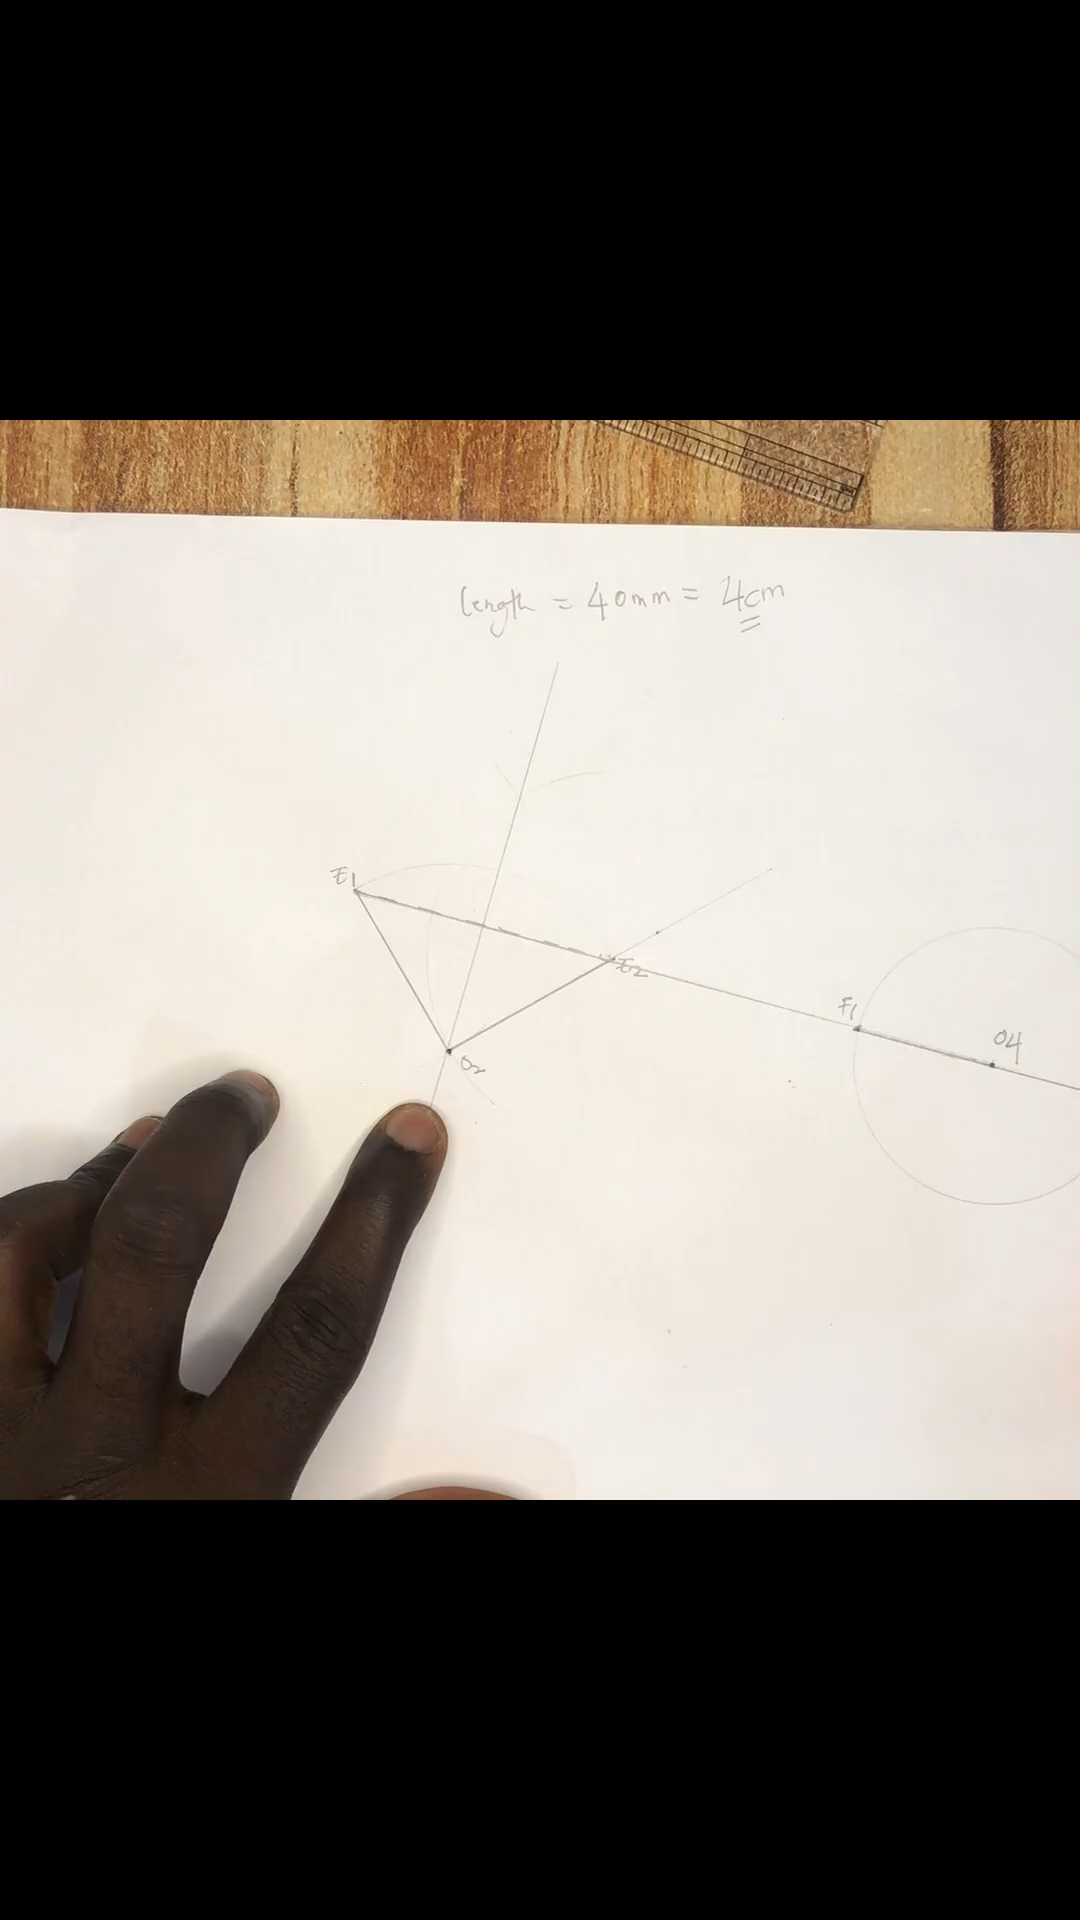 length = 40mm = 4cm
E1
E2
F1
O4
O2